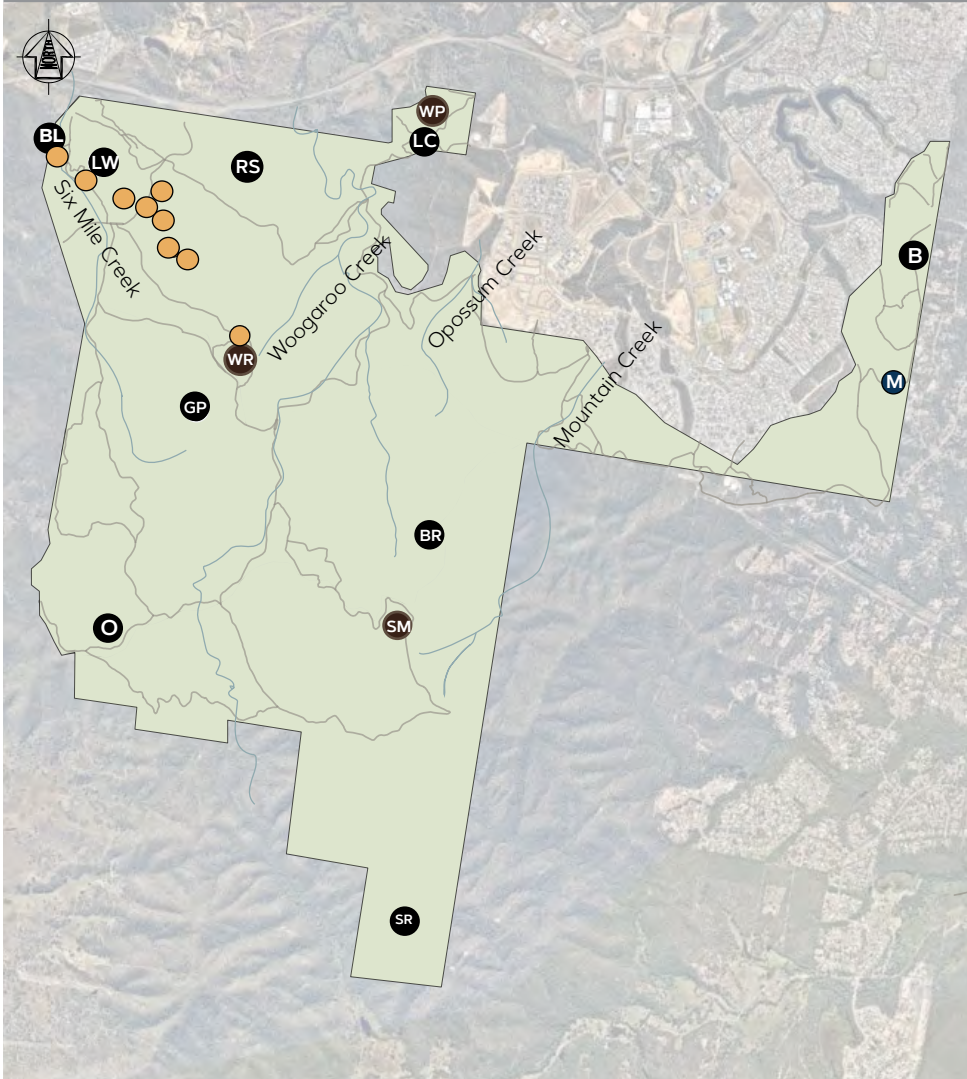 NORTH
WP
BL
LC
LW
RS
Six Mile Creek
Woogaroo Creek
Opossum Creek
B
WR
Mountain Creek
M
GP
BR
SM
O
SR